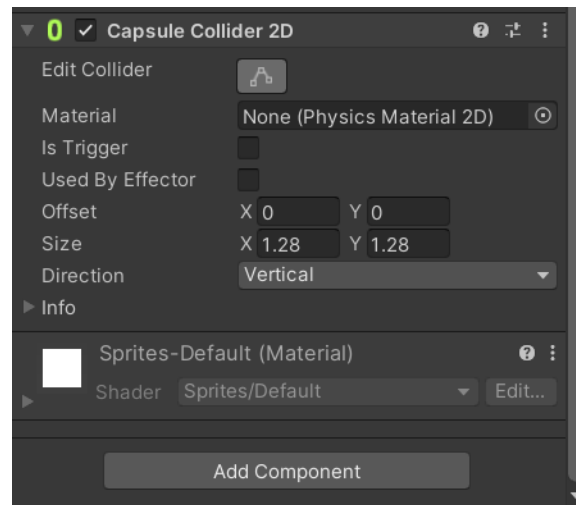 Capsule Collider 2D
Edit Collider
Material None (Physics Material 2D)
Is Trigger
Used By Effector
Offset X 0 Y 0
Size X 1.28 Y 1.28
Direction Vertical
Info
Sprites-Default (Material)
Shader Sprites/Default Edit...
Add Component